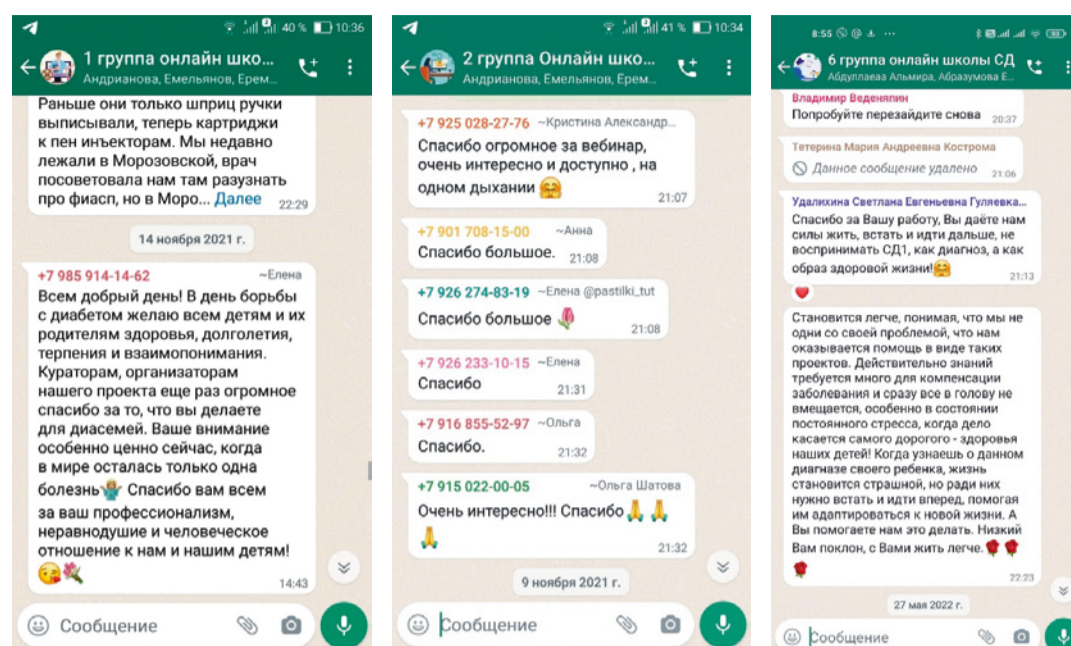 40 % 10:36
1 группа онлайн шко...
Андрианова, Емельянов, Ерем...
Раньше они только шприц ручки
выписывали, теперь картриджи
к пен инъекторам. Мы недавно
лежали в Морозовской, врач
посоветовала нам там разузнать
про фиасп, но в Моро... Далее 22:29
14 ноября 2021 г.
+7 985 914-14-62 ~Елена
Всем добрый день! В день борьбы
с диабетом желаю всем детям и их
родителям здоровья, долголетия,
терпения и взаимопонимания.
Кураторам, организаторам
нашего проекта еще раз огромное
спасибо за то, что вы делаете
для диасемей. Ваше внимание
особенно ценно сейчас, когда
в мире осталась только одна
болезнь🤷‍♀️ Спасибо вам всем
за ваш профессионализм,
неравнодушие и человеческое
отношение к нам и нашим детям!
😘💐 14:43
Сообщение
41 % 10:34
2 группа Онлайн шко...
Андрианова, Емельянов, Ерем...
+7 925 028-27-76 ~Кристина Александр...
Спасибо огромное за вебинар,
очень интересно и доступно , на
одном дыхании 🤗 21:07
+7 901 708-15-00 ~Анна
Спасибо большое. 21:08
+7 926 274-83-19 ~Елена @pastilki_tut
Спасибо большое 🌷 21:08
+7 926 233-10-15 ~Елена
Спасибо 21:31
+7 916 855-52-97 ~Ольга
Спасибо. 21:32
+7 915 022-00-05 ~Ольга Шатова
Очень интересно!!! Спасибо🙏 🙏
🙏 21:32
9 ноября 2021 г.
Сообщение
8:55
6 группа онлайн школы СД
Абдуллаеаа Альмира, Абразумова Е...
Владимир Веденяпин
Попробуйте перезайдите снова 20:37
Тетерина Мария Андреевна Кострома
Данное сообщение удалено 21:06
Удалихина Светлана Евгеньевна Гуляевка...
Спасибо за Вашу работу, Вы даёте нам
силы жить, встать и идти дальше, не
воспринимать СД1, как диагноз, а как
образ здоровой жизни!🤗 21:13
❤️
Становится легче, понимая, что мы не
одни со своей проблемой, что нам
оказывается помощь в виде таких
проектов. Действительно знаний
требуется много для компенсации
заболевания и сразу все в голову не
вмещается, особенно в состоянии
постоянного стресса, когда дело
касается самого дорогого - здоровья
наших детей! Когда узнаешь о данном
диагназе своего ребенка, жизнь
становится страшной, но ради них
нужно встать и идти вперед, помогая
им адаптироваться к новой жизни. А
Вы помогаете нам это делать. Низкий
Вам поклон, с Вами жить легче.🌹 🌹
🌹 22:23
27 мая 2022 г.
Сообщение